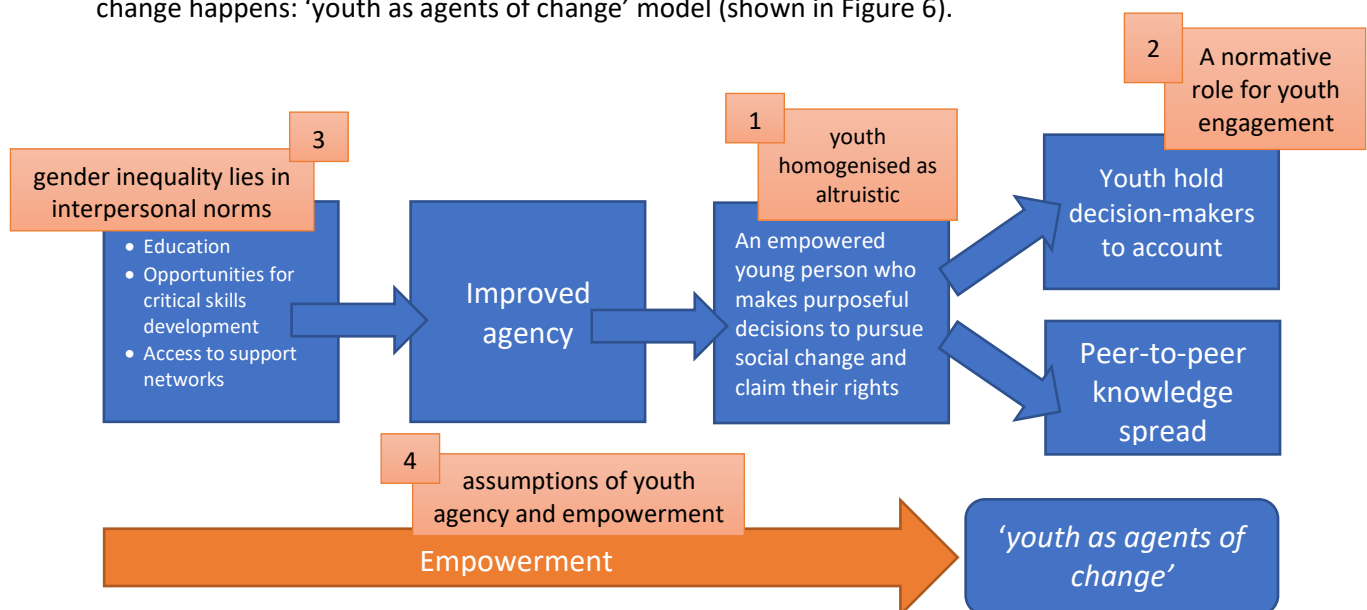 change happens: ‘youth as agents of change’ model (shown in Figure 6).
3
gender inequality lies in
interpersonal norms
• Education
• Opportunities for
critical skills
development
• Access to support
networks
Improved
agency
1
youth
homogenised as
altruistic
An empowered
young person who
makes purposeful
decisions to pursue
social change and
claim their rights
2
A normative
role for youth
engagement
Youth hold
decision-makers
to account
Peer-to-peer
knowledge
spread
4
assumptions of youth
agency and empowerment
Empowerment
‘youth as agents of
change’